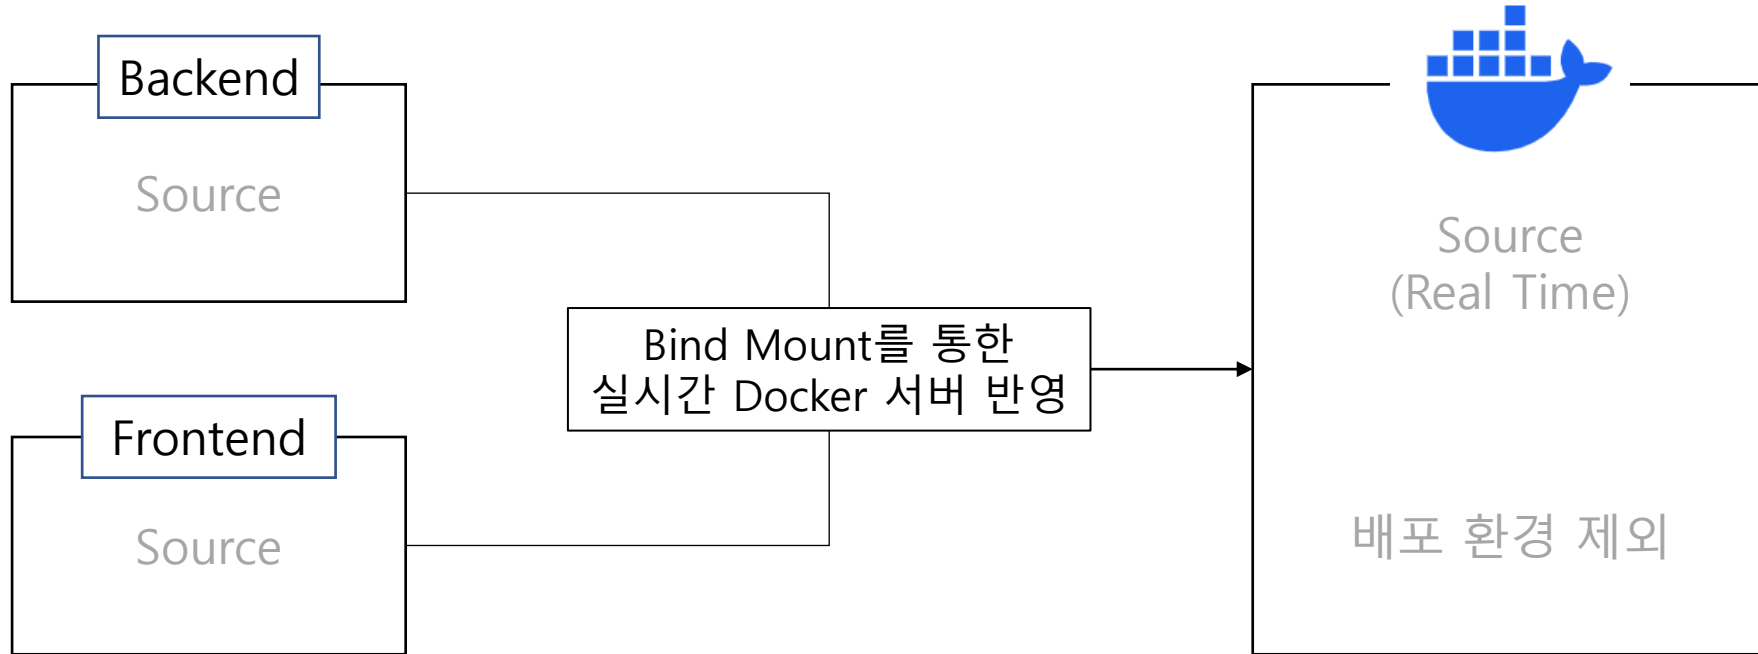 Backend
Source
Frontend
Source
Bind Mount를 통한
실시간 Docker 서버 반영
Source
(Real Time)
배포 환경 제외